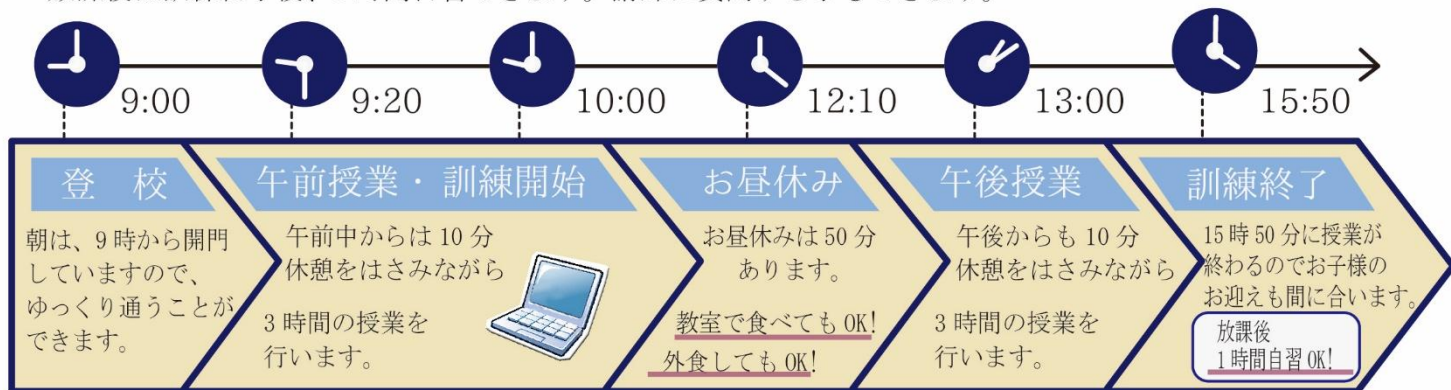 9:00
9:20
10:00
12:10
13:00
15:50
登 校
朝は、9時から開門
していますので、
ゆっくり通うことが
できます。
午前授業・訓練開始
午前中からは10分
休憩をはさみながら
3時間の授業を
行います。
お昼休み
お昼休みは50分
あります。
教室で食べてもOK!
外食してもOK!
午後授業
午後からも10分
休憩をはさみながら
3時間の授業を
行います。
訓練終了
15時50分に授業が
終わるのでお子様の
お迎えも間に合います。
放課後
1時間自習OK!